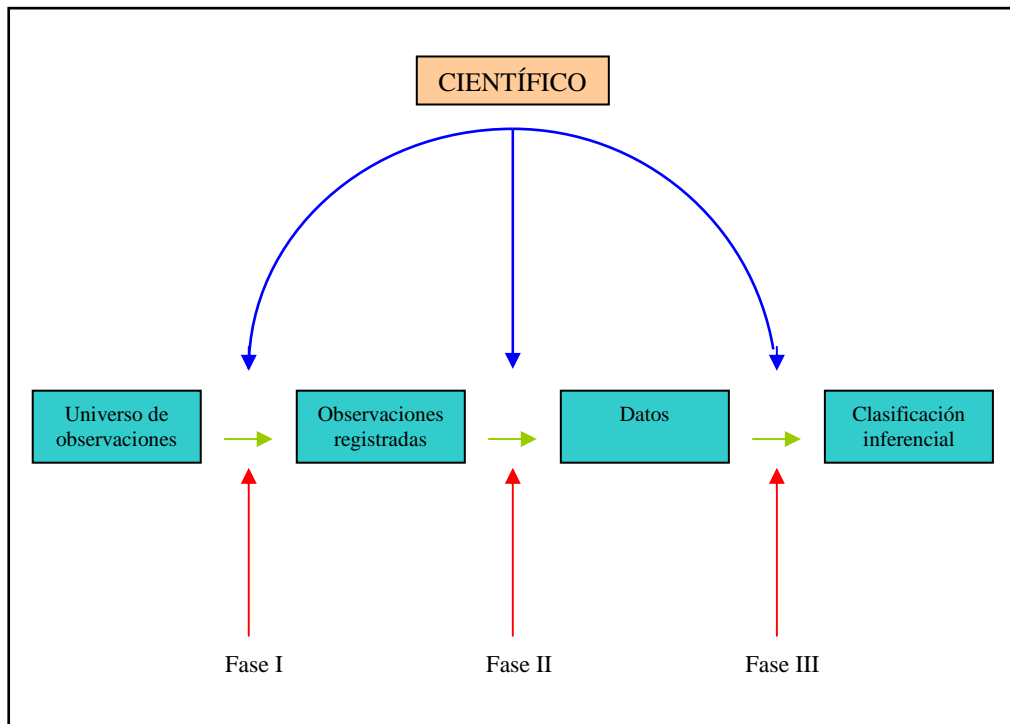 CIENTÍFICO
Universo de
observaciones
Observaciones
registradas
Datos
Clasificación
inferencial
Fase I
Fase II
Fase III